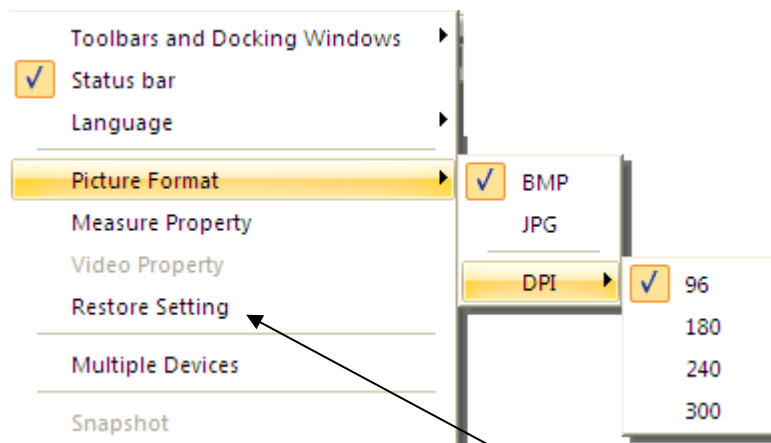 Toolbars and Docking Windows
Status bar
Language
Picture Format
Measure Property
Video Property
Restore Setting
Multiple Devices
Snapshot
BMP
JPG
DPI
96
180
240
300